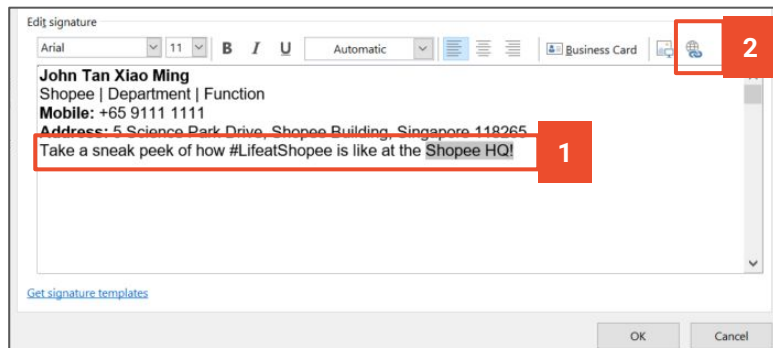 Edit signature
Arial 11 B I U Automatic Business Card 2
John Tan Xiao Ming
Shopee | Department | Function
Mobile: +65 9111 1111
Address: 5 Science Park Drive, Shopee Building, Singapore 118265
Take a sneak peek of how #LifeatShopee is like at the Shopee HQ! 1
Get signature templates
OK Cancel